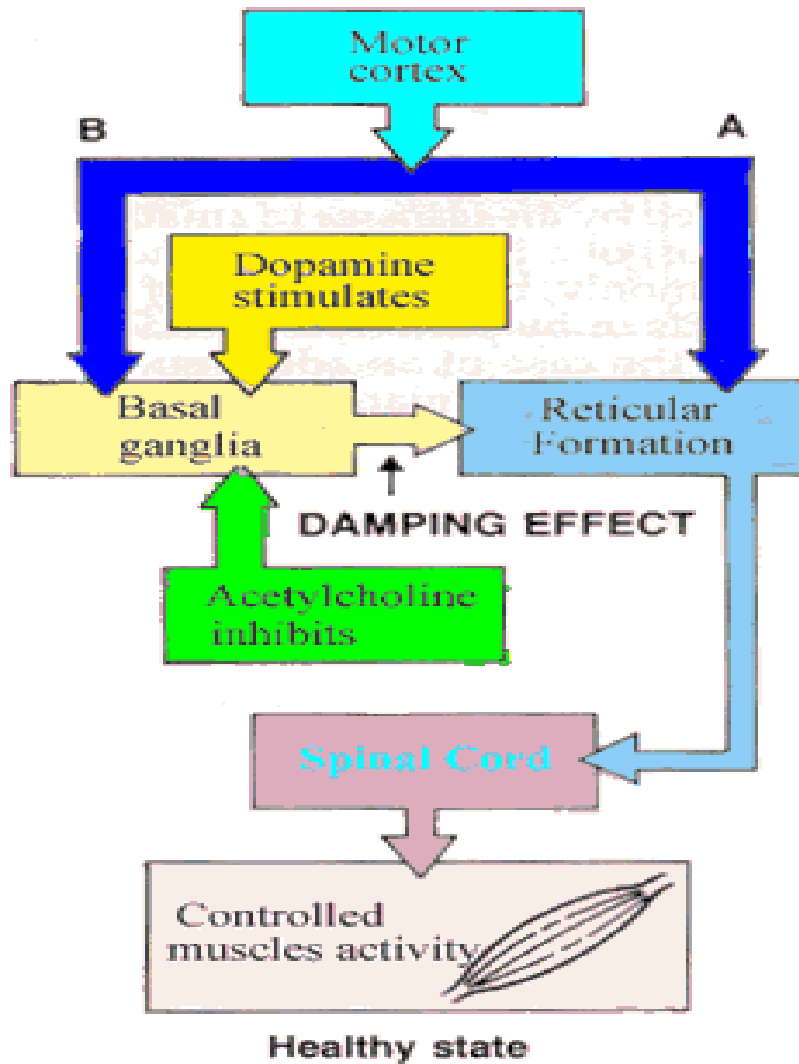 Motor
cortex
B
A
Dopamine
stimulates
Basal
ganglia
Reticular
Formation
DAMPING EFFECT
Acetylcholine
inhibits
Spinal Cord
Controlled
muscles activity
Healthy state